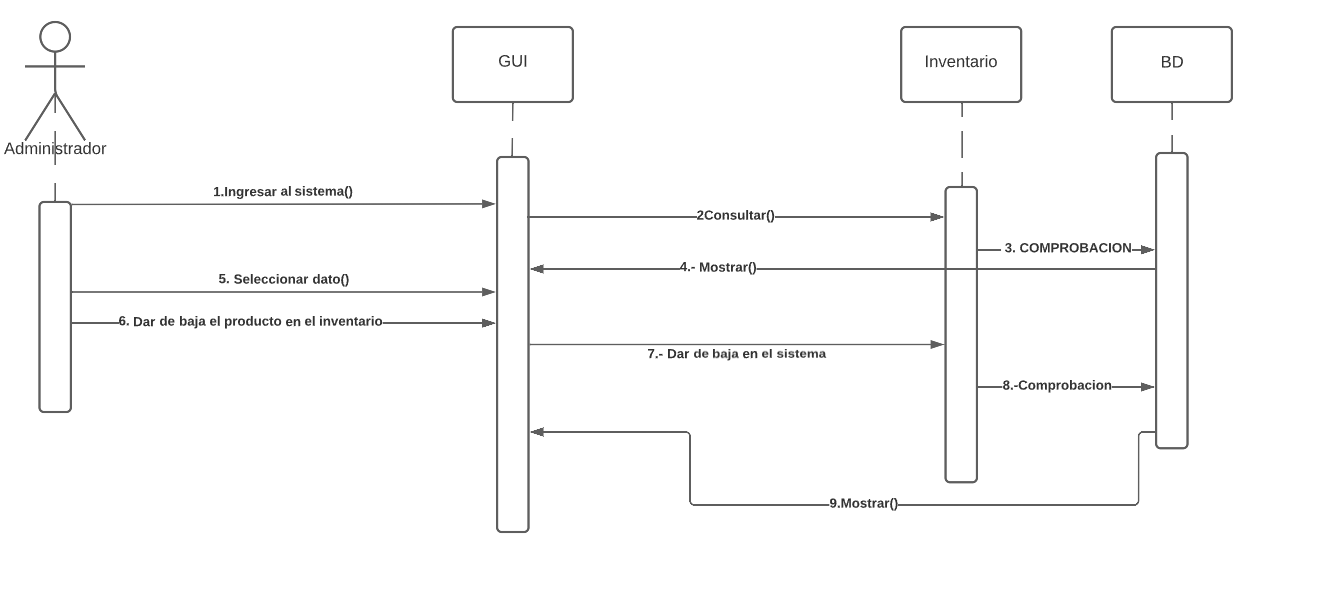 GUI
Inventario
BD
Administrador
1.Ingresar al sistema()
2Consultar()
3. COMPROBACION
4.- Mostrar()
5. Seleccionar dato()
6. Dar de baja el producto en el inventario
7.- Dar de baja en el sistema
8.-Comprobacion
9.Mostrar()